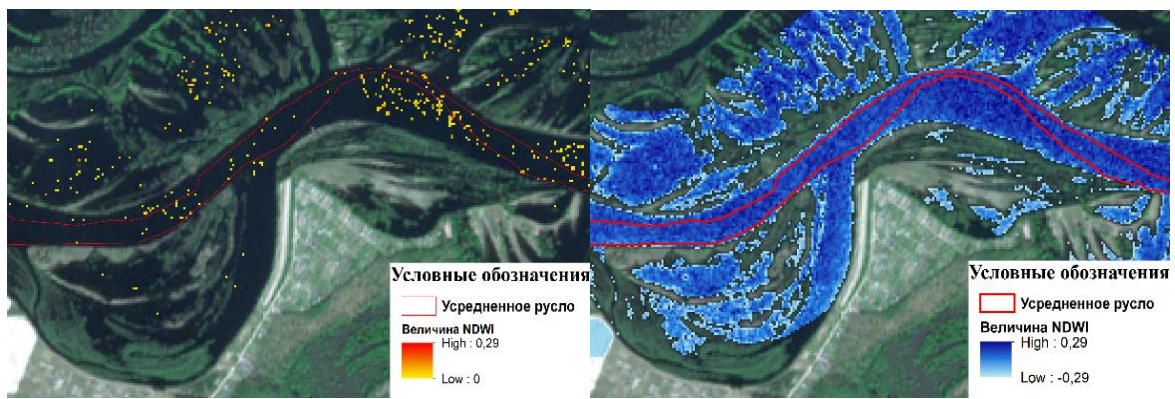 Условные обозначения
Усредненное русло
Величина NDWI
High : 0,29
Low : 0
Условные обозначения
Усредненное русло
Величина NDWI
High : 0,29
Low : -0,29